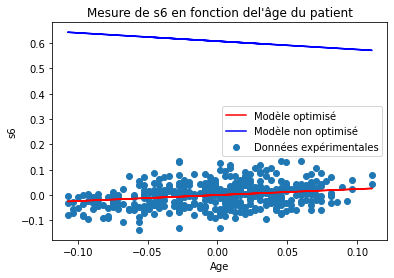 Mesure de s6 en fonction del'âge du patient
s6
0.6
0.5
0.4
0.3
0.2
0.1
0.0
−0.1
Modèle optimisé
Modèle non optimisé
Données expérimentales
−0.10
−0.05
0.00
0.05
0.10
Age